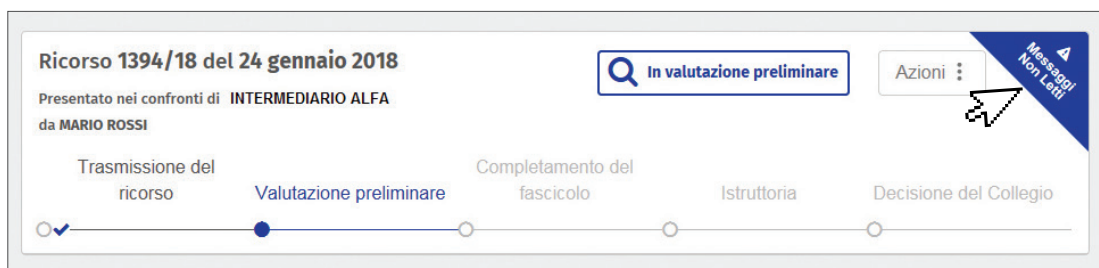 Ricorso 1394/18 del 24 gennaio 2018
In valutazione preliminare
Azioni
Messaggi
Non Letti
Presentato nei confronti di INTERMEDIARIO ALFA
da MARIO ROSSI
Trasmissione del
ricorso
Valutazione preliminare
Completamento del
fascicolo
Istruttoria
Decisione del Collegio